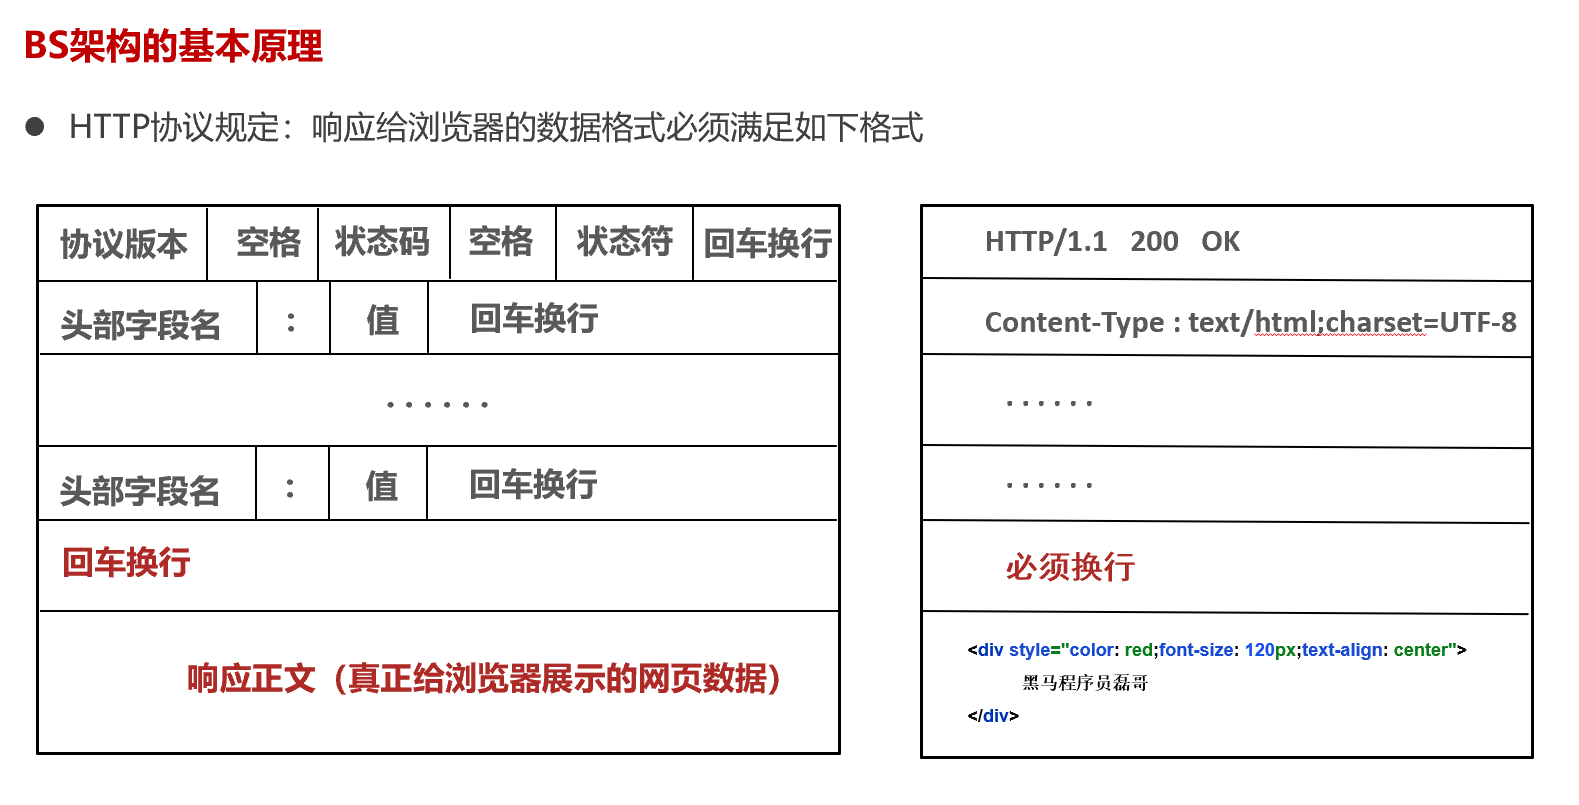 BS架构的基本原理
● HTTP协议规定：响应给浏览器的数据格式必须满足如下格式
协议版本 空格 状态码 空格 状态符 回车换行
头部字段名 : 值 回车换行
······
头部字段名 : 值 回车换行
回车换行
响应正文（真正给浏览器展示的网页数据）
HTTP/1.1 200 OK
Content-Type : text/html;charset=UTF-8
······
······
必须换行
<div style="color: red;font-size: 120px;text-align: center">
黑马程序员磊哥
</div>